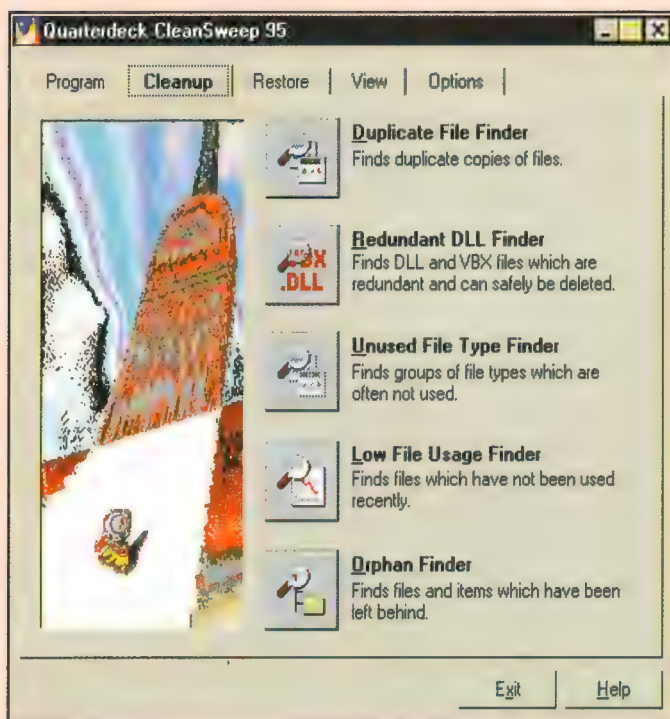 Quarterdeck CleanSweep 95
Program Cleanup Restore View Options
Duplicate File Finder
Finds duplicate copies of files.
Redundant DLL Finder
Finds DLL and VBX files which are
redundant and can safely be deleted.
.DLL
Unused File Type Finder
Finds groups of file types which are
often not used.
Low File Usage Finder
Finds files which have not been used
recently.
Orphan Finder
Finds files and items which have been
left behind.
Exit Help